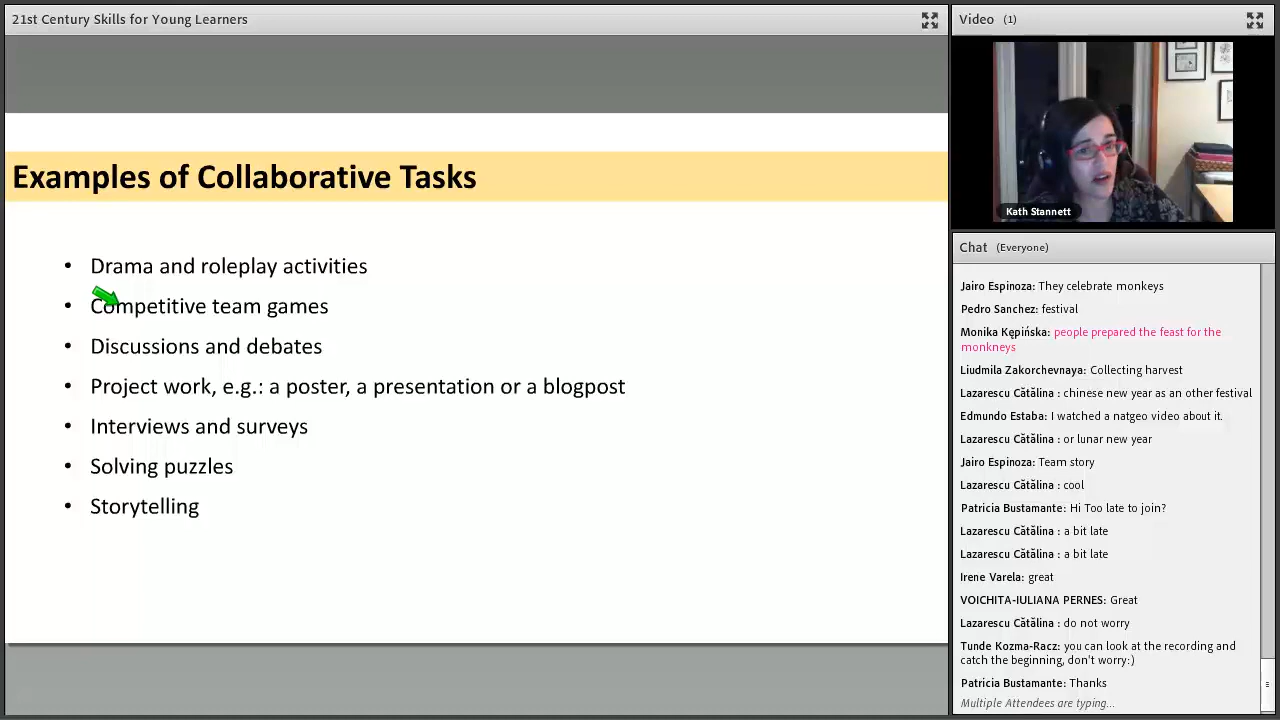 21st Century Skills for Young Learners
Examples of Collaborative Tasks
• Drama and roleplay activities
• Competitive team games
• Discussions and debates
• Project work, e.g.: a poster, a presentation or a blogpost
• Interviews and surveys
• Solving puzzles
• Storytelling
Video (1)
Kath Stannett
Chat (Everyone)
Jairo Espinoza: They celebrate monkeys
Pedro Sanchez: festival
Monika Kępińska: people prepared the feast for the
monkneys
Liudmila Zakorchevnaya: Collecting harvest
Lazarescu Cătălina : chinese new year as an other festival
Edmundo Estaba: I watched a natgeo video about it.
Lazarescu Cătălina : or lunar new year
Jairo Espinoza: Team story
Lazarescu Cătălina : cool
Patricia Bustamante: Hi Too late to join?
Lazarescu Cătălina : a bit late
Lazarescu Cătălina : a bit late
Irene Varela: great
VOICHITA-IULIANA PERNES: Great
Lazarescu Cătălina : do not worry
Tunde Kozma-Racz: you can look at the recording and
catch the beginning, don't worry:)
Patricia Bustamante: Thanks
Multiple Attendees are typing...